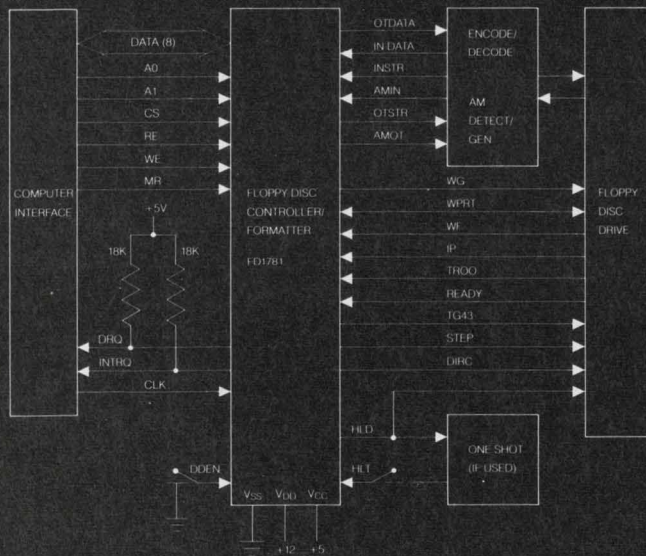 DATA (8)
A0
A1
CS
RE
WE
MR
+5V
18K
18K
DRQ
INTRQ
CLK
DDEN
COMPUTER
INTERFACE
FLOPPY DISC
CONTROLLER/
FORMATTER
FD1781
VSS
VDD
VCC
+12
+5
OTDATA
IN DATA
INSTR
AMIN
OTSTR
AMOT
ENCODE/
DECODE
AM
DETECT/
GEN
WG
WPRT
WF
IP
TROO
READY
TG43
STEP
DIRC
HLD
HLT
ONE SHOT
(IF USED)
FLOPPY
DISC
DRIVE